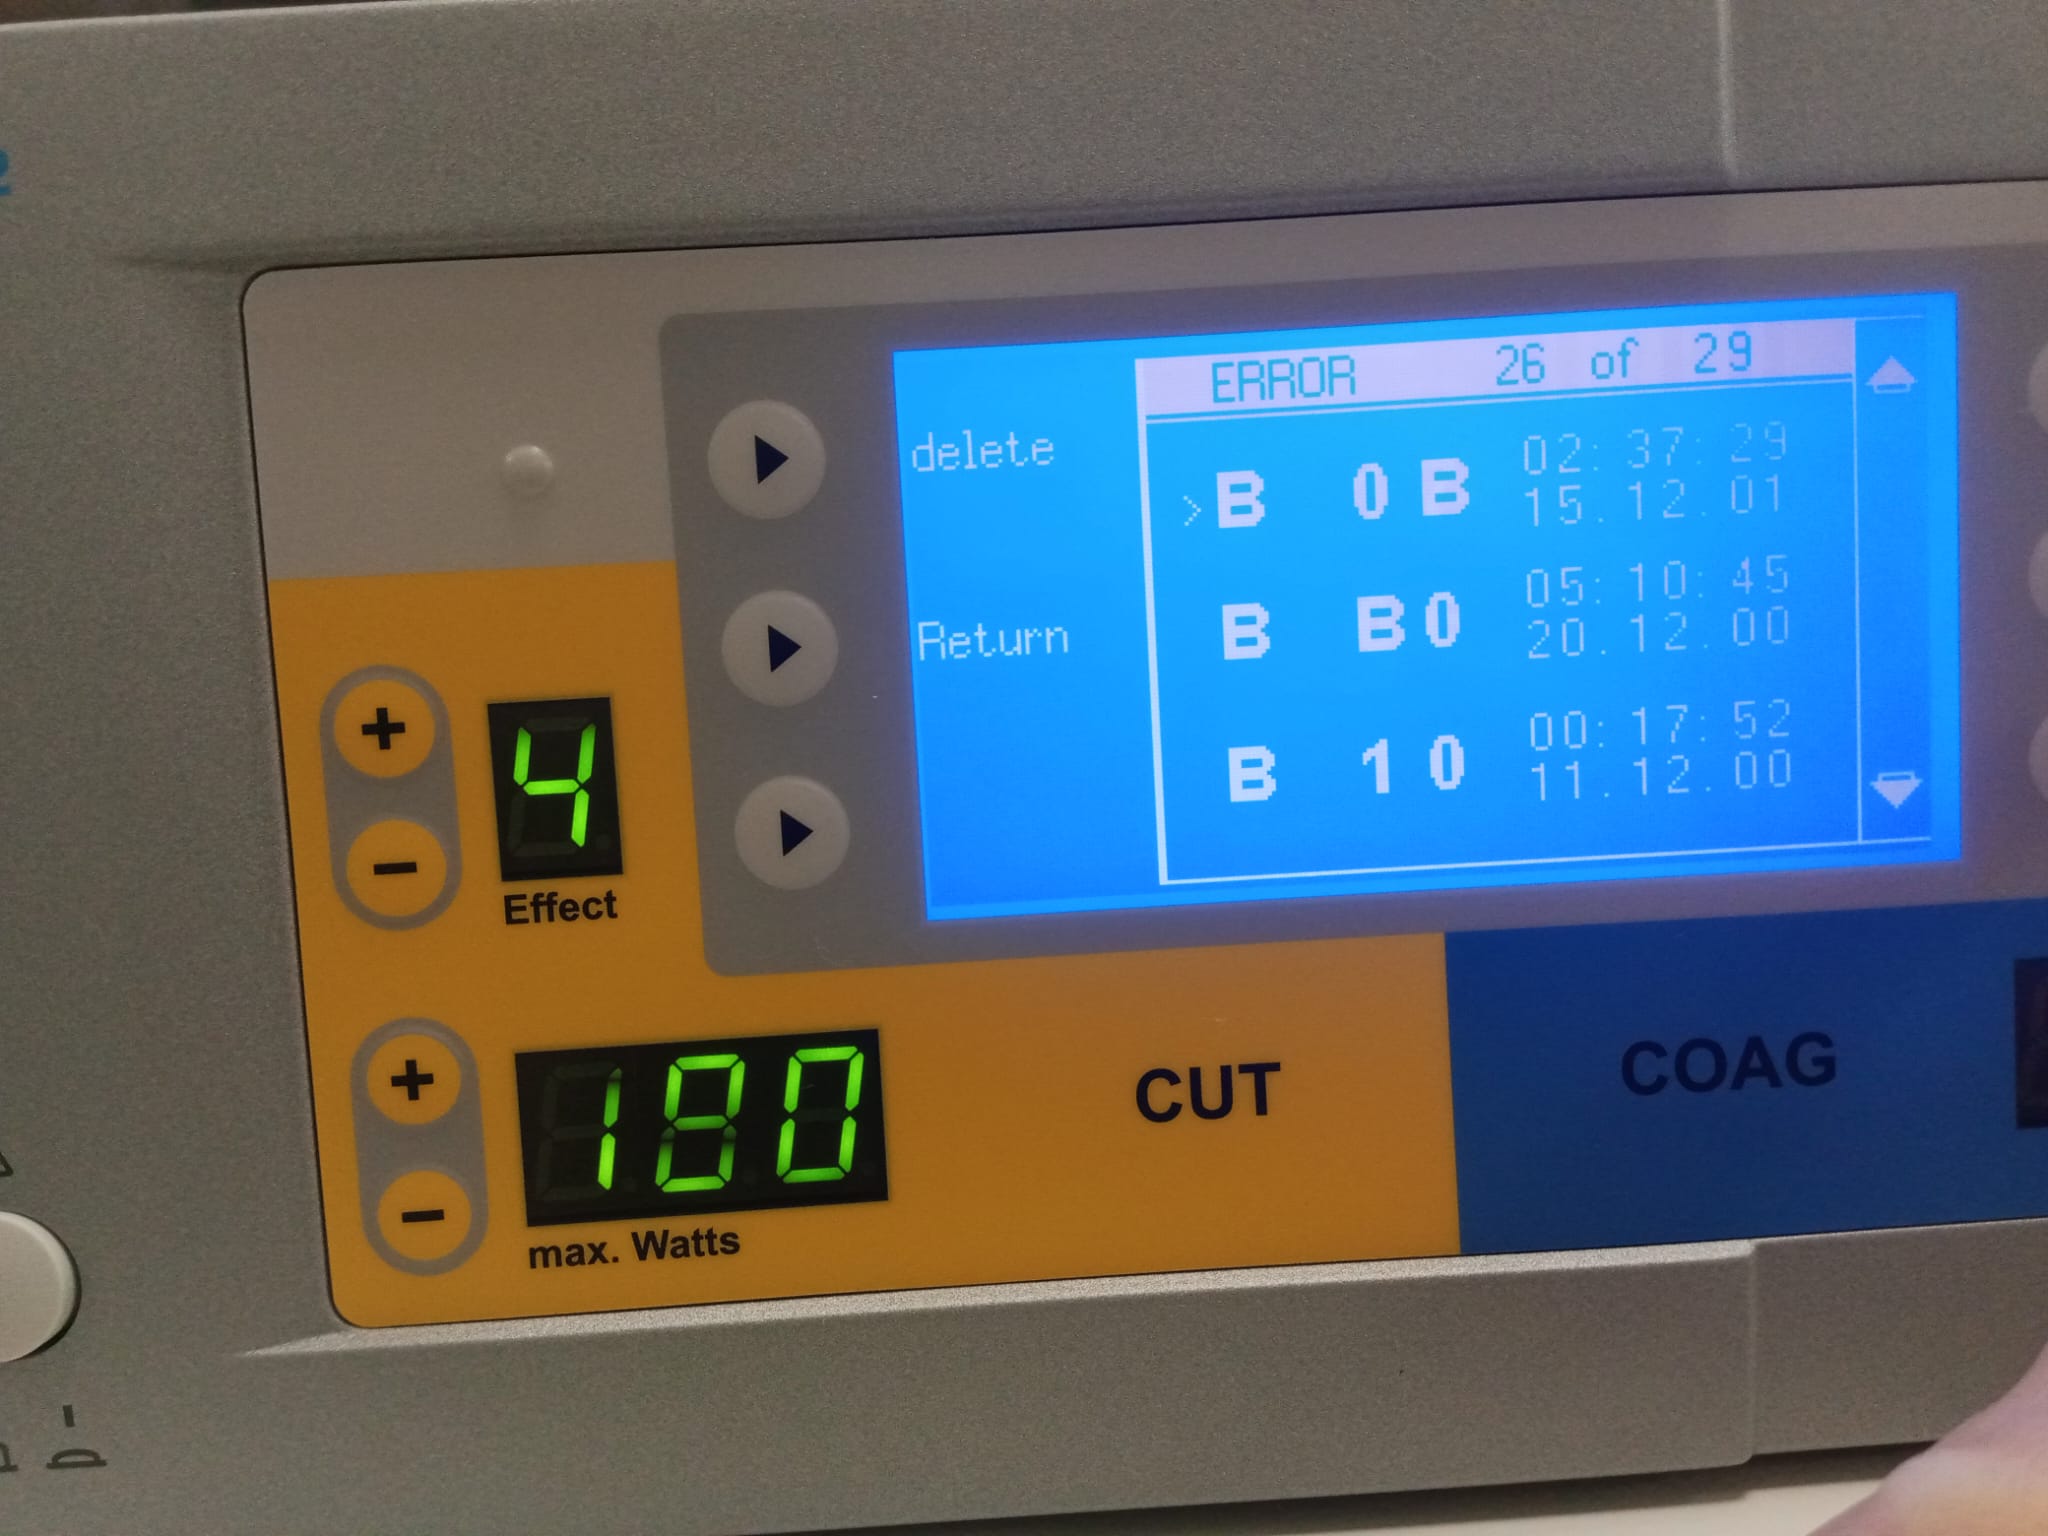 ERROR 26 of 29
delete
>B 0B 02:37:29
15.12.01
Return
B B0 05:10:45
20.12.00
B 10 00:17:52
11.12.00
+
4
-
Effect
+
180
-
max. Watts
CUT
COAG